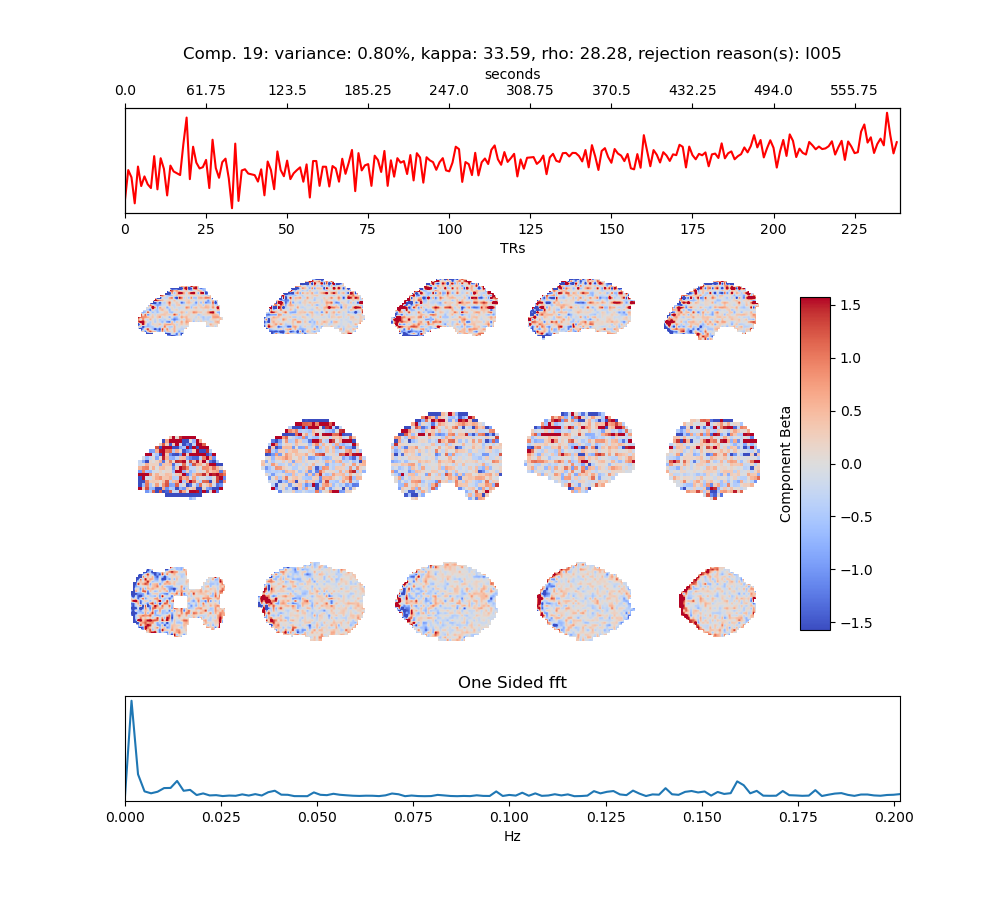 Comp. 19: variance: 0.80%, kappa: 33.59, rho: 28.28, rejection reason(s): I005
seconds
0.0 61.75 123.5 185.25 247.0 308.75 370.5 432.25 494.0 555.75
0 25 50 75 100 125 150 175 200 225
TRs
1.5
1.0
0.5
0.0
−0.5
−1.0
−1.5
Component Beta
One Sided fft
0.000 0.025 0.050 0.075 0.100 0.125 0.150 0.175 0.200
Hz